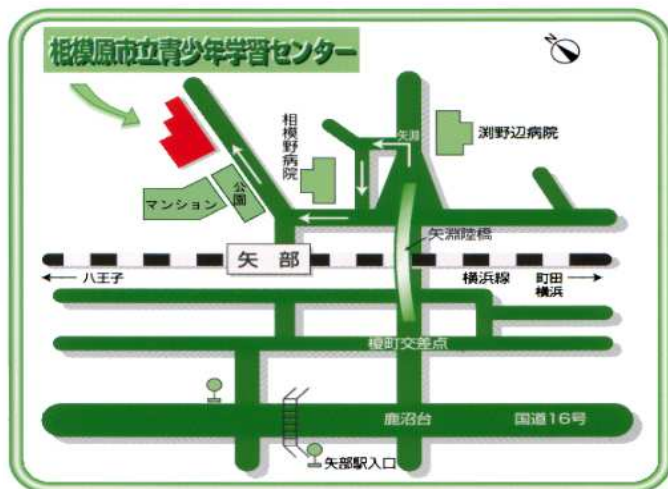 相模原市立青少年学習センター
N
相模野病院
矢淵
渕野辺病院
公園
マンション
矢淵陸橋
矢部
← 八王子
横浜線
町田
横浜 →
榎町交差点
鹿沼台
国道16号
矢部駅入口